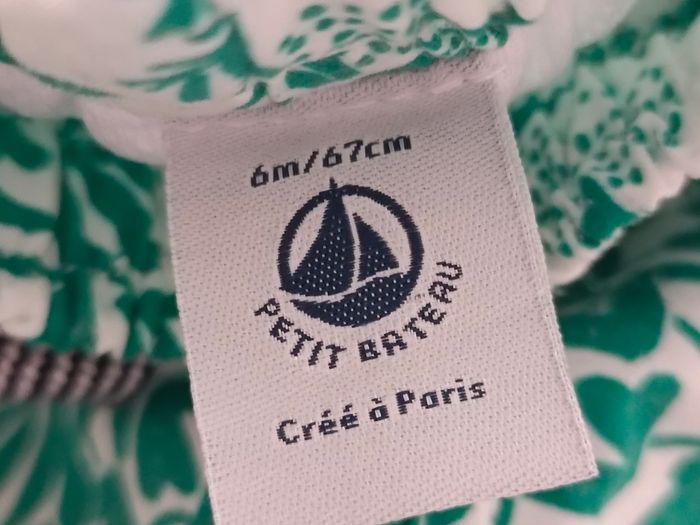 6m/67cm
PETIT BATEAU
Créé à Paris